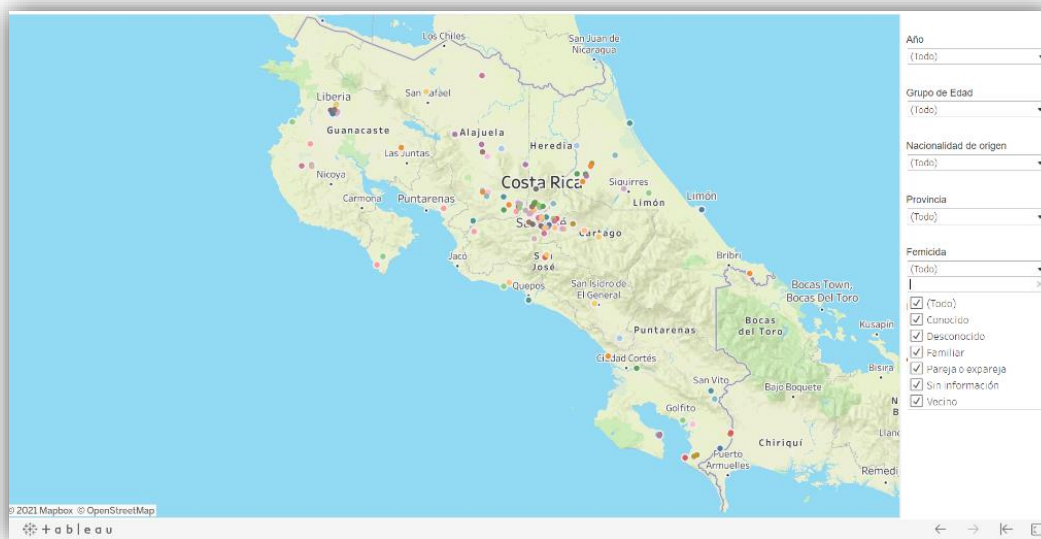 Los Chiles
San Juan de
Nicaragua
San Rafael
Liberia
Guanacaste
Alajuela
Las Juntas
Heredia
Costa Rica
Nicoya
Siquirres
Carmona
Puntarenas
Limón
Limón
Cartago
Jacó
San
José
Bribri
Quepos
San Isidro de
El General
Bocas Town,
Bocas Del Toro
Bocas
del Toro
Kusapín
Puntarenas
Ciudad Cortés
Bisira
San Vito
Bajo Boquete
Golfito
Chiriquí
Puerto
Armuelles
Remedi
© 2021 Mapbox © OpenStreetMap
Año
(Todo)
Grupo de Edad
(Todo)
Nacionalidad de origen
(Todo)
Provincia
(Todo)
Femicida
(Todo)
(Todo)
Conocido
Desconocido
Familiar
Pareja o expareja
Sin información
Vecino
+ableau